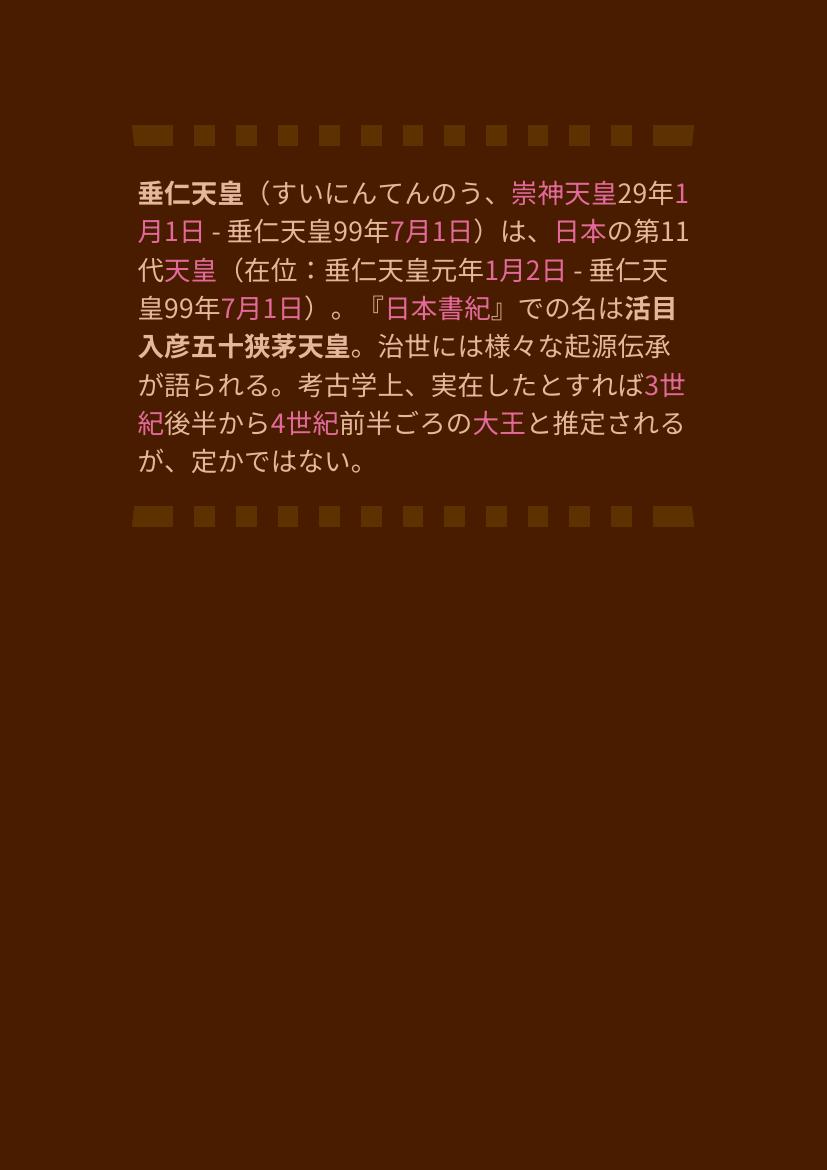 垂仁天皇（すいにんてんのう、崇神天皇29年1
月1日 - 垂仁天皇99年7月1日）は、日本の第11
代天皇（在位：垂仁天皇元年1月2日 - 垂仁天
皇99年7月1日）。『日本書紀』での名は活目
入彦五十狭茅天皇。治世には様々な起源伝承
が語られる。考古学上、実在したとすれば3世
紀後半から4世紀前半ごろの大王と推定される
が、定かではない。